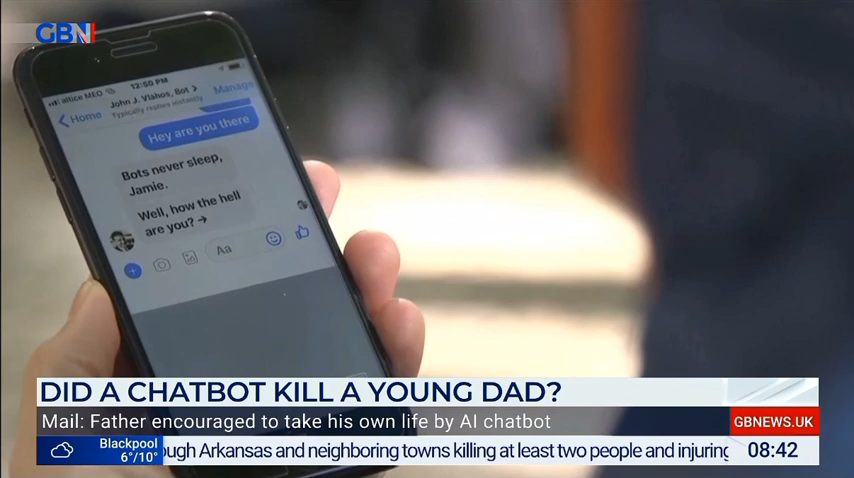 GBN
altice MEO
12:50 PM
Home
John J. Vlahos, Bot >
Typically replies instantly
Manage
Hey are you there
Bots never sleep,
Jamie.
Well, how the hell
are you? →
Aa
DID A CHATBOT KILL A YOUNG DAD?
Mail: Father encouraged to take his own life by AI chatbot
GBNEWS.UK
Blackpool
6°/10°
ough Arkansas and neighboring towns killing at least two people and injuring
08:42